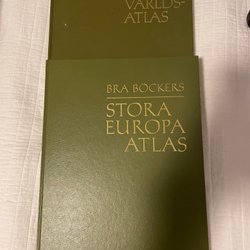 VÄRLDS-
ATLAS
BRA BÖCKERS
STORA
EUROPA
ATLAS